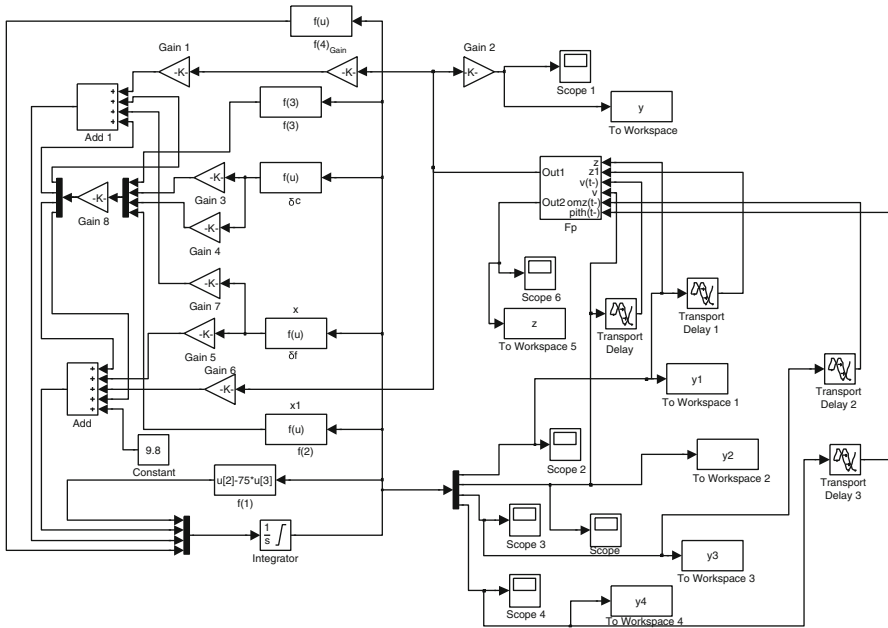 f(u)
f(4)Gain
Gain 1
-K-
-K-
Gain 2
-K-
Scope 1
y
To Workspace
+
+
+
+
Add 1
f(3)
f(3)
Gain 8
-K-
-K-
Gain 3
f(u)
δc
-K-
Gain 4
Out1
Out2
z
z1
v(t-)
v
omz(t-)
pith(t-)
Fp
-K-
Gain 7
Scope 6
z
To Workspace 5
Transport
Delay
Transport
Delay 1
-K-
Gain 5
x
f(u)
δf
+
+
+
+
+
Add
Gain 6
-K-
y1
To Workspace 1
Transport
Delay 2
x1
f(u)
f(2)
9.8
Constant
Scope 2
y2
To Workspace 2
Transport
Delay 3
u[2]-75*u[3]
f(1)
1
s
Integrator
Scope 3
Scope
y3
To Workspace 3
Scope 4
y4
To Workspace 4